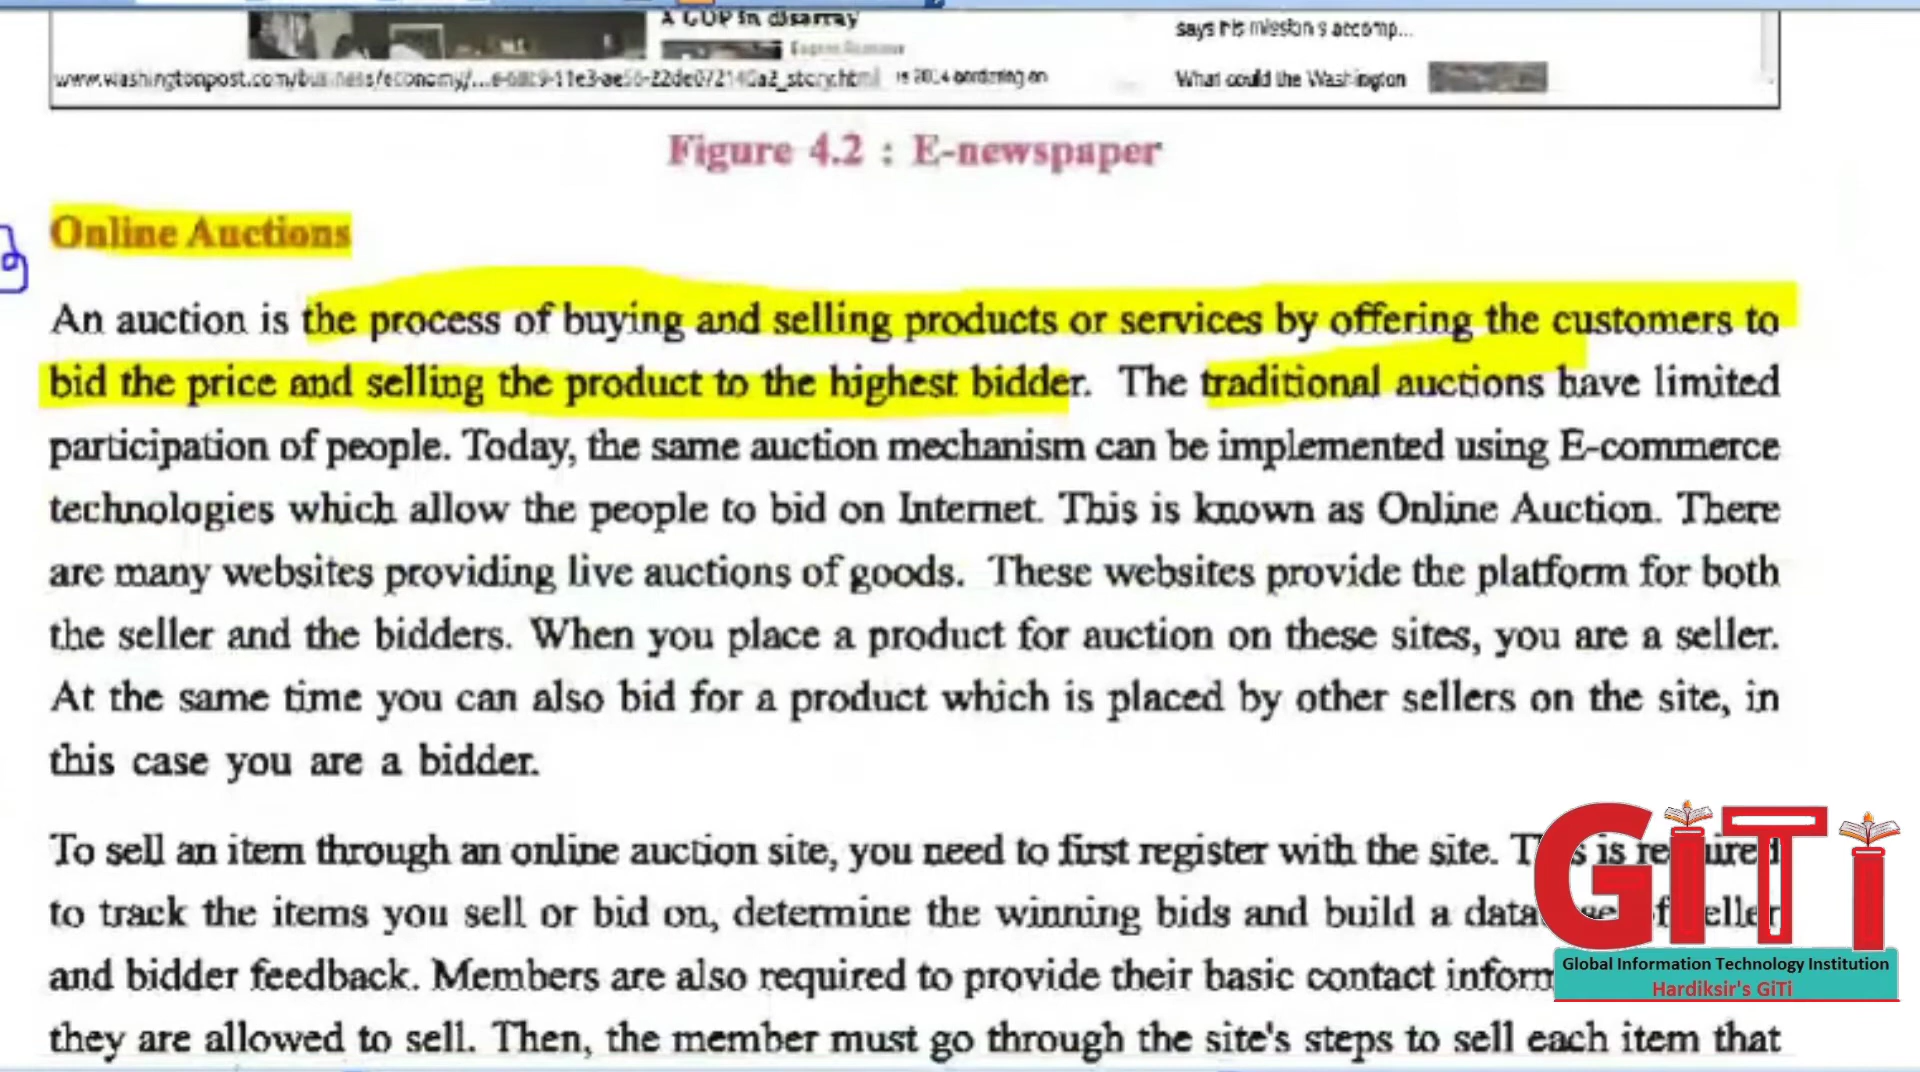 A GOP in disarray
says his mission's accomp...
What could the Washington
Figure 4.2 : E-newspaper
Online Auctions
An auction is the process of buying and selling products or services by offering the customers to
bid the price and selling the product to the highest bidder. The traditional auctions have limited
participation of people. Today, the same auction mechanism can be implemented using E-commerce
technologies which allow the people to bid on Internet. This is known as Online Auction. There
are many websites providing live auctions of goods. These websites provide the platform for both
the seller and the bidders. When you place a product for auction on these sites, you are a seller.
At the same time you can also bid for a product which is placed by other sellers on the site, in
this case you are a bidder.
To sell an item through an online auction site, you need to first register with the site.
to track the items you sell or bid on, determine the winning bids and build a
and bidder feedback. Members are also required to provide their basic contact
they are allowed to sell. Then, the member must go through the site's steps to sell each item that
GiTi
Global Information Technology Institution
Hardiksir's GiTi